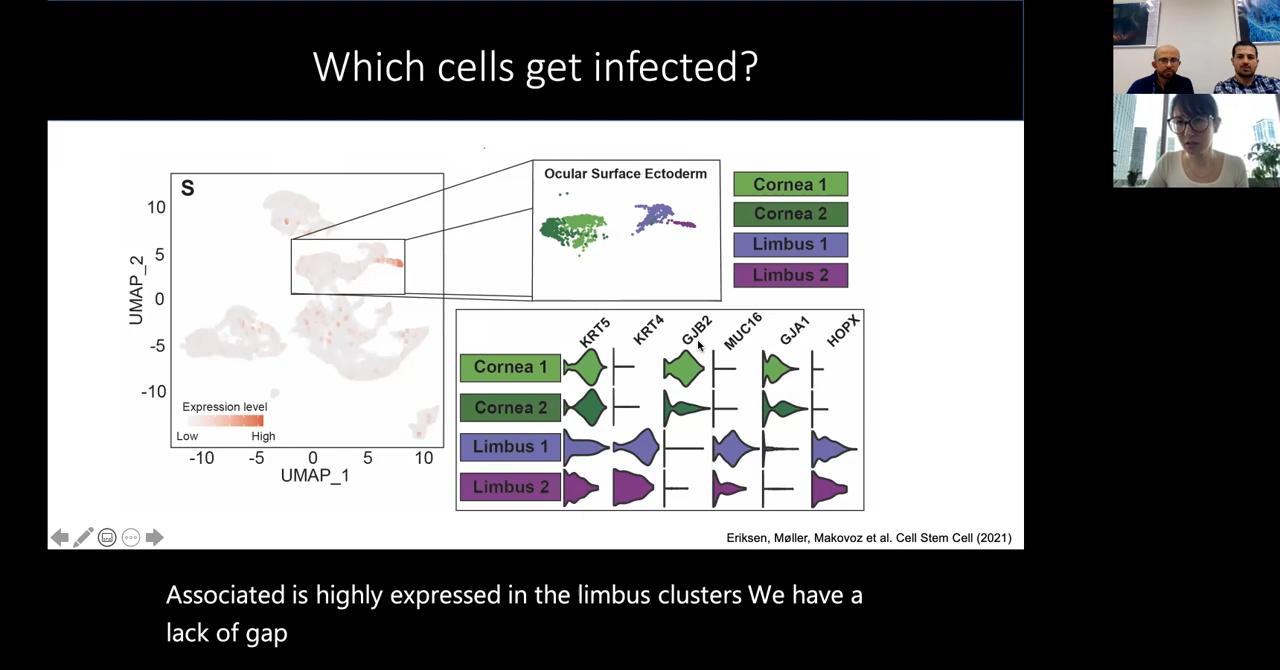 Which cells get infected?
S
Ocular Surface Ectoderm
Cornea 1
Cornea 2
Limbus 1
Limbus 2
10
5
0
-5
-10
UMAP_2
Expression level
Low High
-10 -5 0 5 10
UMAP_1
KRT5 KRT4 GJB2 MUC16 GJA1 HOPX
Cornea 1
Cornea 2
Limbus 1
Limbus 2
Eriksen, Møller, Makovoz et al. Cell Stem Cell (2021)
Associated is highly expressed in the limbus clusters We have a
lack of gap